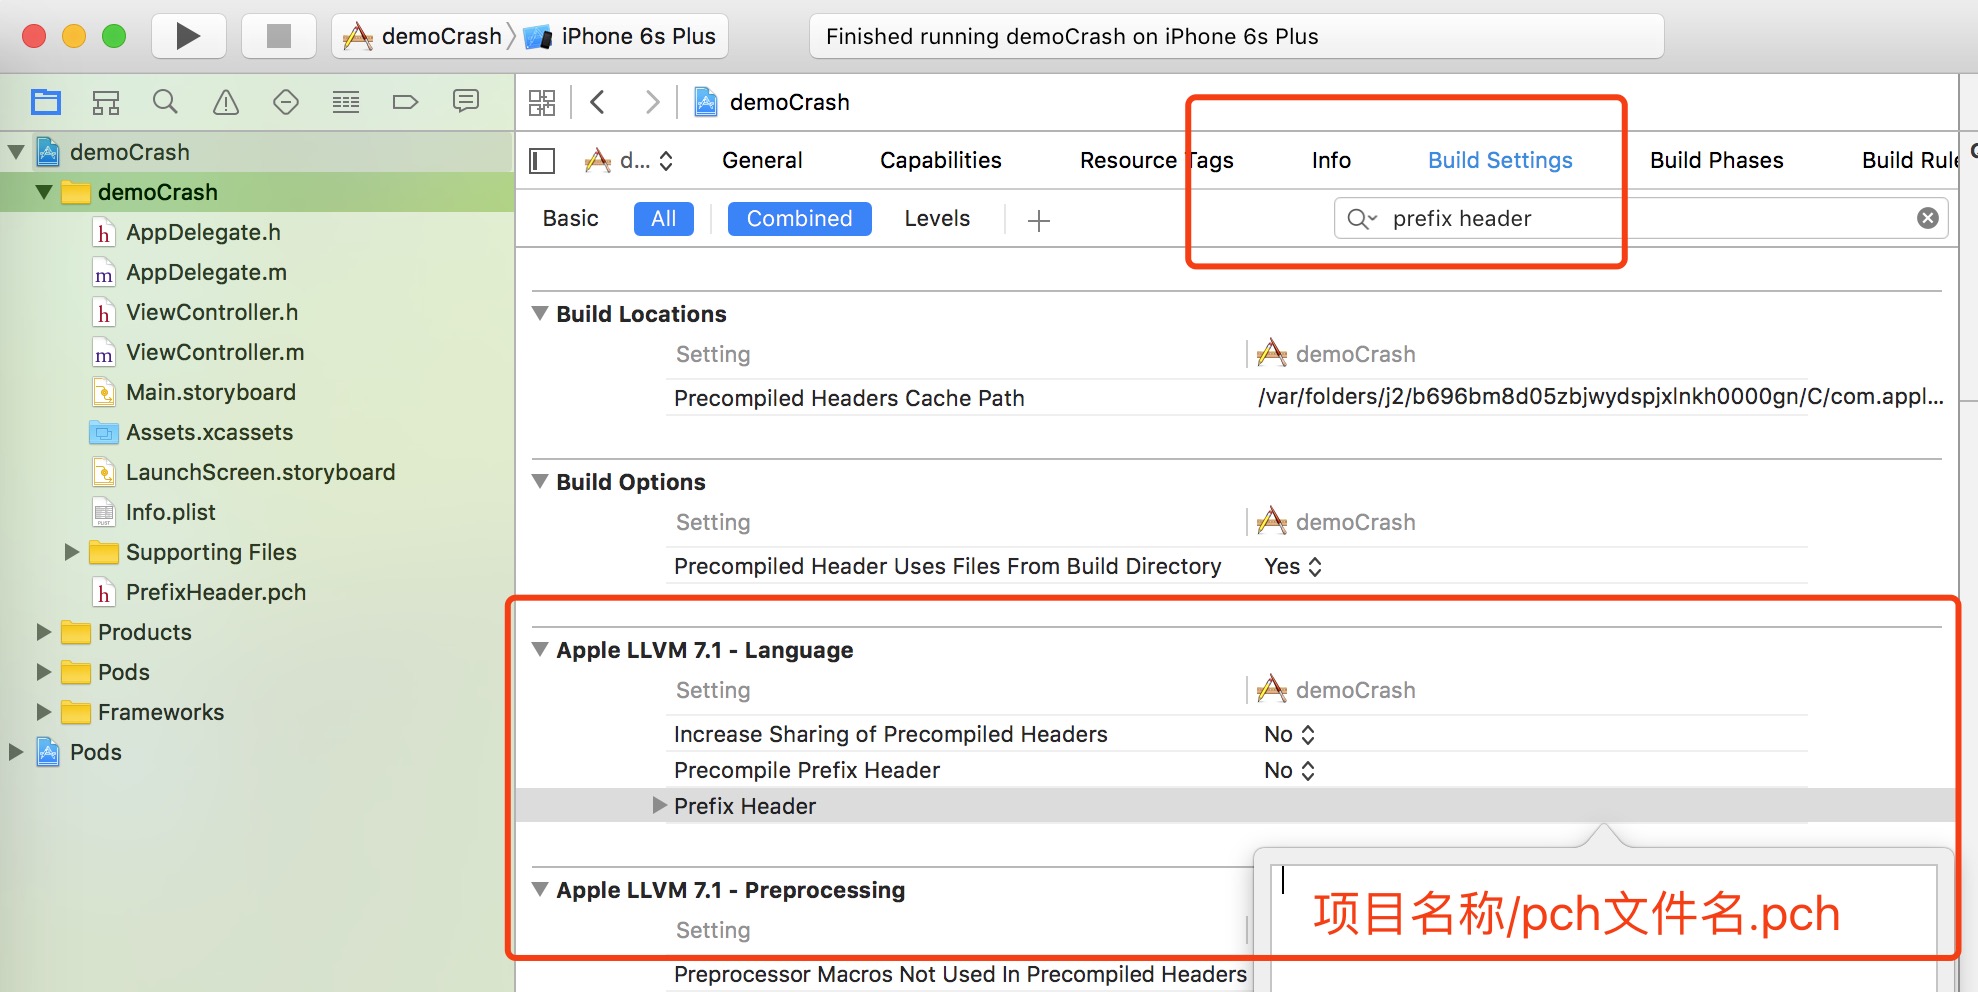 demoCrash iPhone 6s Plus
Finished running demoCrash on iPhone 6s Plus
demoCrash
demoCrash
AppDelegate.h
AppDelegate.m
ViewController.h
ViewController.m
Main.storyboard
Assets.xcassets
LaunchScreen.storyboard
Info.plist
Supporting Files
PrefixHeader.pch
Products
Pods
Frameworks
Pods
demoCrash
d... General Capabilities Resource Tags Info Build Settings Build Phases Build Rule
Basic All Combined Levels prefix header
Build Locations
Setting demoCrash
Precompiled Headers Cache Path /var/folders/j2/b696bm8d05zbjwydspjxlnkh0000gn/C/com.appl...
Build Options
Setting demoCrash
Precompiled Header Uses Files From Build Directory Yes
Apple LLVM 7.1 - Language
Setting demoCrash
Increase Sharing of Precompiled Headers No
Precompile Prefix Header No
Prefix Header
项目名称/pch文件名.pch
Apple LLVM 7.1 - Preprocessing
Setting
Preprocessor Macros Not Used In Precompiled Headers